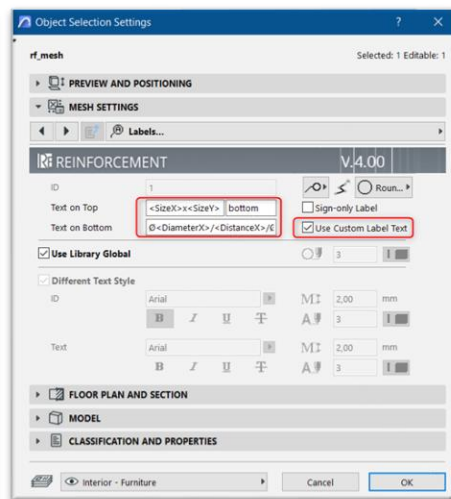 Object Selection Settings
rf_mesh Selected: 1 Editable: 1
PREVIEW AND POSITIONING
MESH SETTINGS
Labels...
REINFORCEMENT V.4.00
ID 1 Roun...
Text on Top <SizeX>x<SizeY> bottom Sign-only Label
Text on Bottom Ø<DiameterX>/<DistanceX>/ Use Custom Label Text
Use Library Global 3 1
Different Text Style
ID Arial 2,00 mm
B I U T 3 1
Text Arial 2,00 mm
B I U T 3 1
FLOOR PLAN AND SECTION
MODEL
CLASSIFICATION AND PROPERTIES
Interior - Furniture Cancel OK